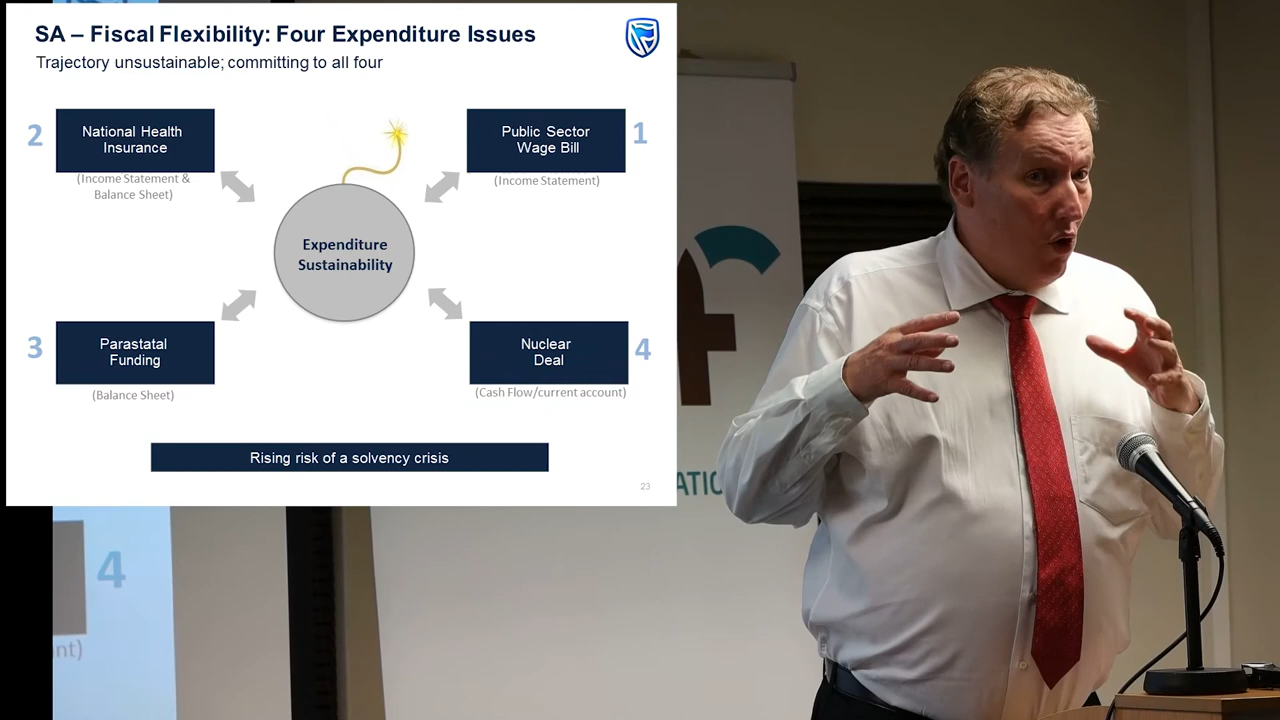 SA – Fiscal Flexibility: Four Expenditure Issues
Trajectory unsustainable; committing to all four
2
National Health
Insurance
(Income Statement &
Balance Sheet)
Public Sector
Wage Bill
1
(Income Statement)
Expenditure
Sustainability
3
Parastatal
Funding
(Balance Sheet)
Nuclear
Deal
4
(Cash Flow/current account)
Rising risk of a solvency crisis
23
ATIO
4
nt)